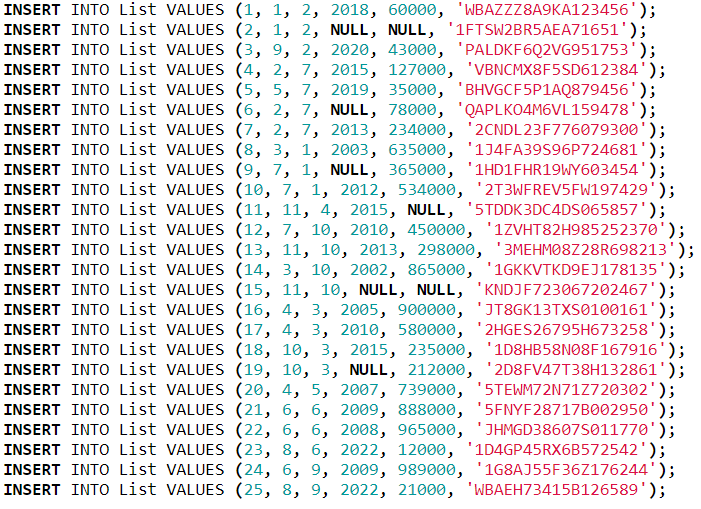 INSERT INTO List VALUES (1, 1, 2, 2018, 60000, 'WBAZZZ8A9KA123456');
INSERT INTO List VALUES (2, 1, 2, NULL, NULL, '1FTSW2BR5AEA71651');
INSERT INTO List VALUES (3, 9, 2, 2020, 43000, 'PALDKF6Q2VG951753');
INSERT INTO List VALUES (4, 2, 7, 2015, 127000, 'VBNCMX8F5SD612384');
INSERT INTO List VALUES (5, 5, 7, 2019, 35000, 'BHVGCF5P1AQ879456');
INSERT INTO List VALUES (6, 2, 7, NULL, 78000, 'QAPLKO4M6VL159478');
INSERT INTO List VALUES (7, 2, 7, 2013, 234000, '2CNDL23F776079300');
INSERT INTO List VALUES (8, 3, 1, 2003, 635000, '1J4FA39S96P724681');
INSERT INTO List VALUES (9, 7, 1, NULL, 365000, '1HD1FHR19WY603454');
INSERT INTO List VALUES (10, 7, 1, 2012, 534000, '2T3WFREV5FW197429');
INSERT INTO List VALUES (11, 11, 4, 2015, NULL, '5TDDK3DC4DS065857');
INSERT INTO List VALUES (12, 7, 10, 2010, 450000, '1ZVHT82H985252370');
INSERT INTO List VALUES (13, 11, 10, 2013, 298000, '3MEHM08Z28R698213');
INSERT INTO List VALUES (14, 3, 10, 2002, 865000, '1GKKVTKD9EJ178135');
INSERT INTO List VALUES (15, 11, 10, NULL, NULL, 'KNDJF723067202467');
INSERT INTO List VALUES (16, 4, 3, 2005, 900000, 'JT8GK13TXS0100161');
INSERT INTO List VALUES (17, 4, 3, 2010, 580000, '2HGES26795H673258');
INSERT INTO List VALUES (18, 10, 3, 2015, 235000, '1D8HB58N08F167916');
INSERT INTO List VALUES (19, 10, 3, NULL, 212000, '2D8FV47T38H132861');
INSERT INTO List VALUES (20, 4, 5, 2007, 739000, '5TEWM72N71Z720302');
INSERT INTO List VALUES (21, 6, 6, 2009, 888000, '5FNYF28717B002950');
INSERT INTO List VALUES (22, 6, 6, 2008, 965000, 'JHMGD38607S011770');
INSERT INTO List VALUES (23, 8, 6, 2022, 12000, '1D4GP45RX6B572542');
INSERT INTO List VALUES (24, 6, 9, 2009, 989000, '1G8AJ55F36Z176244');
INSERT INTO List VALUES (25, 8, 9, 2022, 21000, 'WBAEH73415B126589');